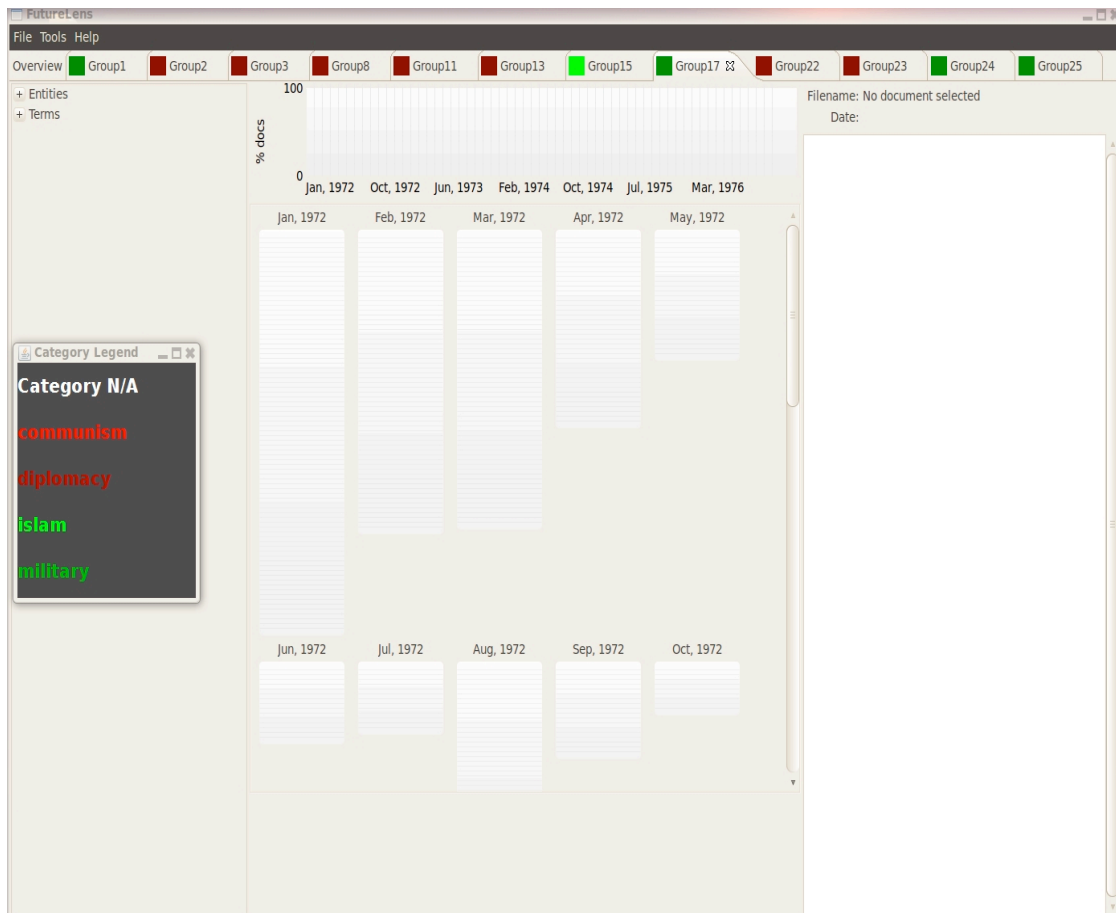 FutureLens
File Tools Help
Overview Group1 Group2 Group3 Group8 Group11 Group13 Group15 Group17 Group22 Group23 Group24 Group25
Entities
Terms
100
% docs
0
Jan, 1972 Oct, 1972 Jun, 1973 Feb, 1974 Oct, 1974 Jul, 1975 Mar, 1976
Jan, 1972 Feb, 1972 Mar, 1972 Apr, 1972 May, 1972
Jun, 1972 Jul, 1972 Aug, 1972 Sep, 1972 Oct, 1972
Filename: No document selected
Date:
Category Legend
Category N/A
communism
diplomacy
islam
military